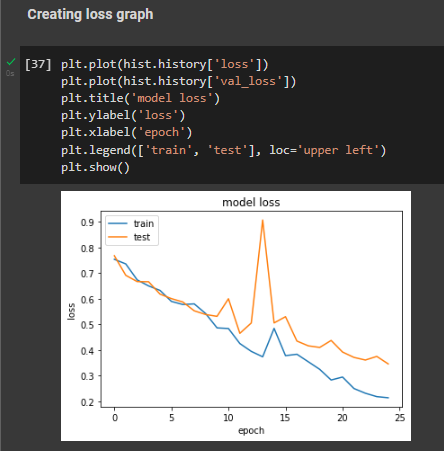 Creating loss graph
[37] plt.plot(hist.history['loss'])
0s
plt.plot(hist.history['val_loss'])
plt.title('model loss')
plt.ylabel('loss')
plt.xlabel('epoch')
plt.legend(['train', 'test'], loc='upper left')
plt.show()
model loss
train
test
0.9
0.8
0.7
0.6
0.5
0.4
0.3
0.2
loss
0 5 10 15 20 25
epoch